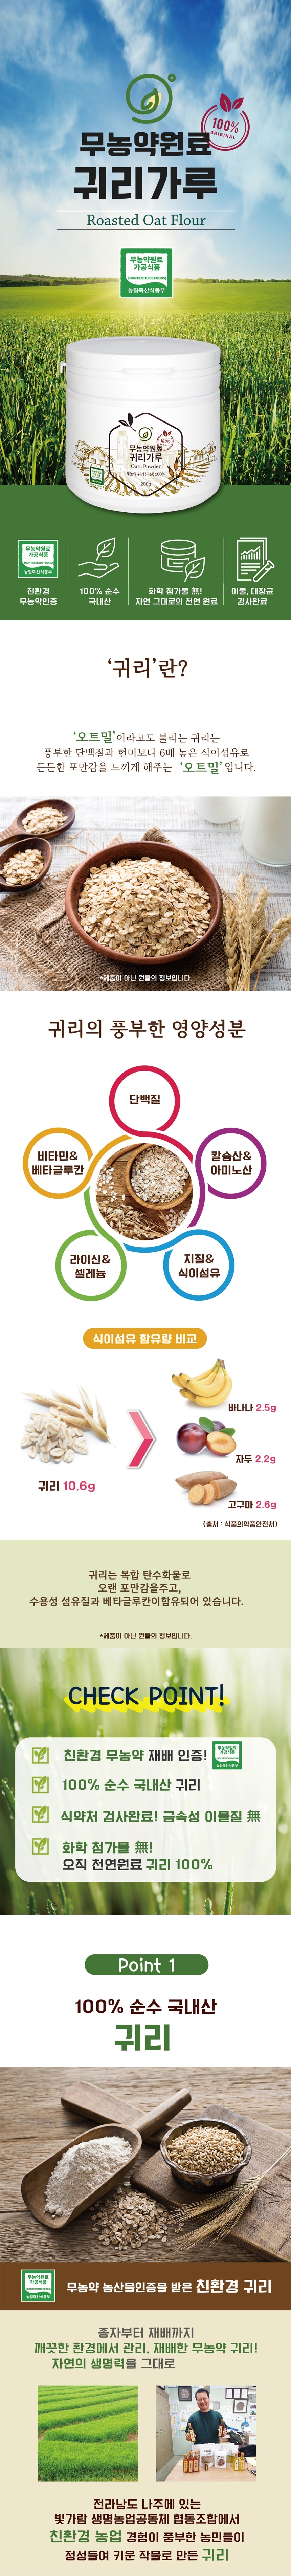 100%
ORIGINAL
무농약원료
귀리가루
Roasted Oat Flour
무농약원료
가공식품
(NON PESTICIDE FOODS)
농림축산식품부
100%
무농약원료
귀리가루
Oats Powder
200g
무농약원료
가공식품
친환경
무농약인증
100% 순수
국내산
화학 첨가물 無!
자연 그대로의 천연 원료
이물, 대장균
검사완료
'귀리'란?
'오트밀'이라고도 불리는 귀리는
풍부한 단백질과 현미보다 6배 높은 식이섬유로
든든한 포만감을 느끼게 해주는 '오트밀'입니다.
*제품이 아닌 원물의 정보입니다.
귀리의 풍부한 영양성분
단백질
비타민&
베타글루칸
칼슘산&
아미노산
라이신&
셀레늄
지질&
식이섬유
식이섬유 함유량 비교
바나나 2.5g
자두 2.2g
귀리 10.6g
고구마 2.6g
(출처 : 식품의약품안전처)
귀리는 복합 탄수화물로
오랜 포만감을주고,
수용성 섬유질과 베타글루칸이함유되어 있습니다.
*제품이 아닌 원물의 정보입니다.
CHECK POINT!
친환경 무농약 재배 인증!
무농약원료
가공식품
100% 순수 국내산 귀리
식약처 검사완료! 금속성 이물질 無
화학 첨가물 無!
오직 천연원료 귀리 100%
Point 1
100% 순수 국내산
귀리
무농약원료
가공식품
무농약 농산물인증을 받은 친환경 귀리
종자부터 재배까지
깨끗한 환경에서 관리, 재배한 무농약 귀리!
자연의 생명력을 그대로
전라남도 나주에 있는
빛가람 생명농업공동체 협동조합에서
친환경 농업 경험이 풍부한 농민들이
정성들여 키운 작물로 만든 귀리